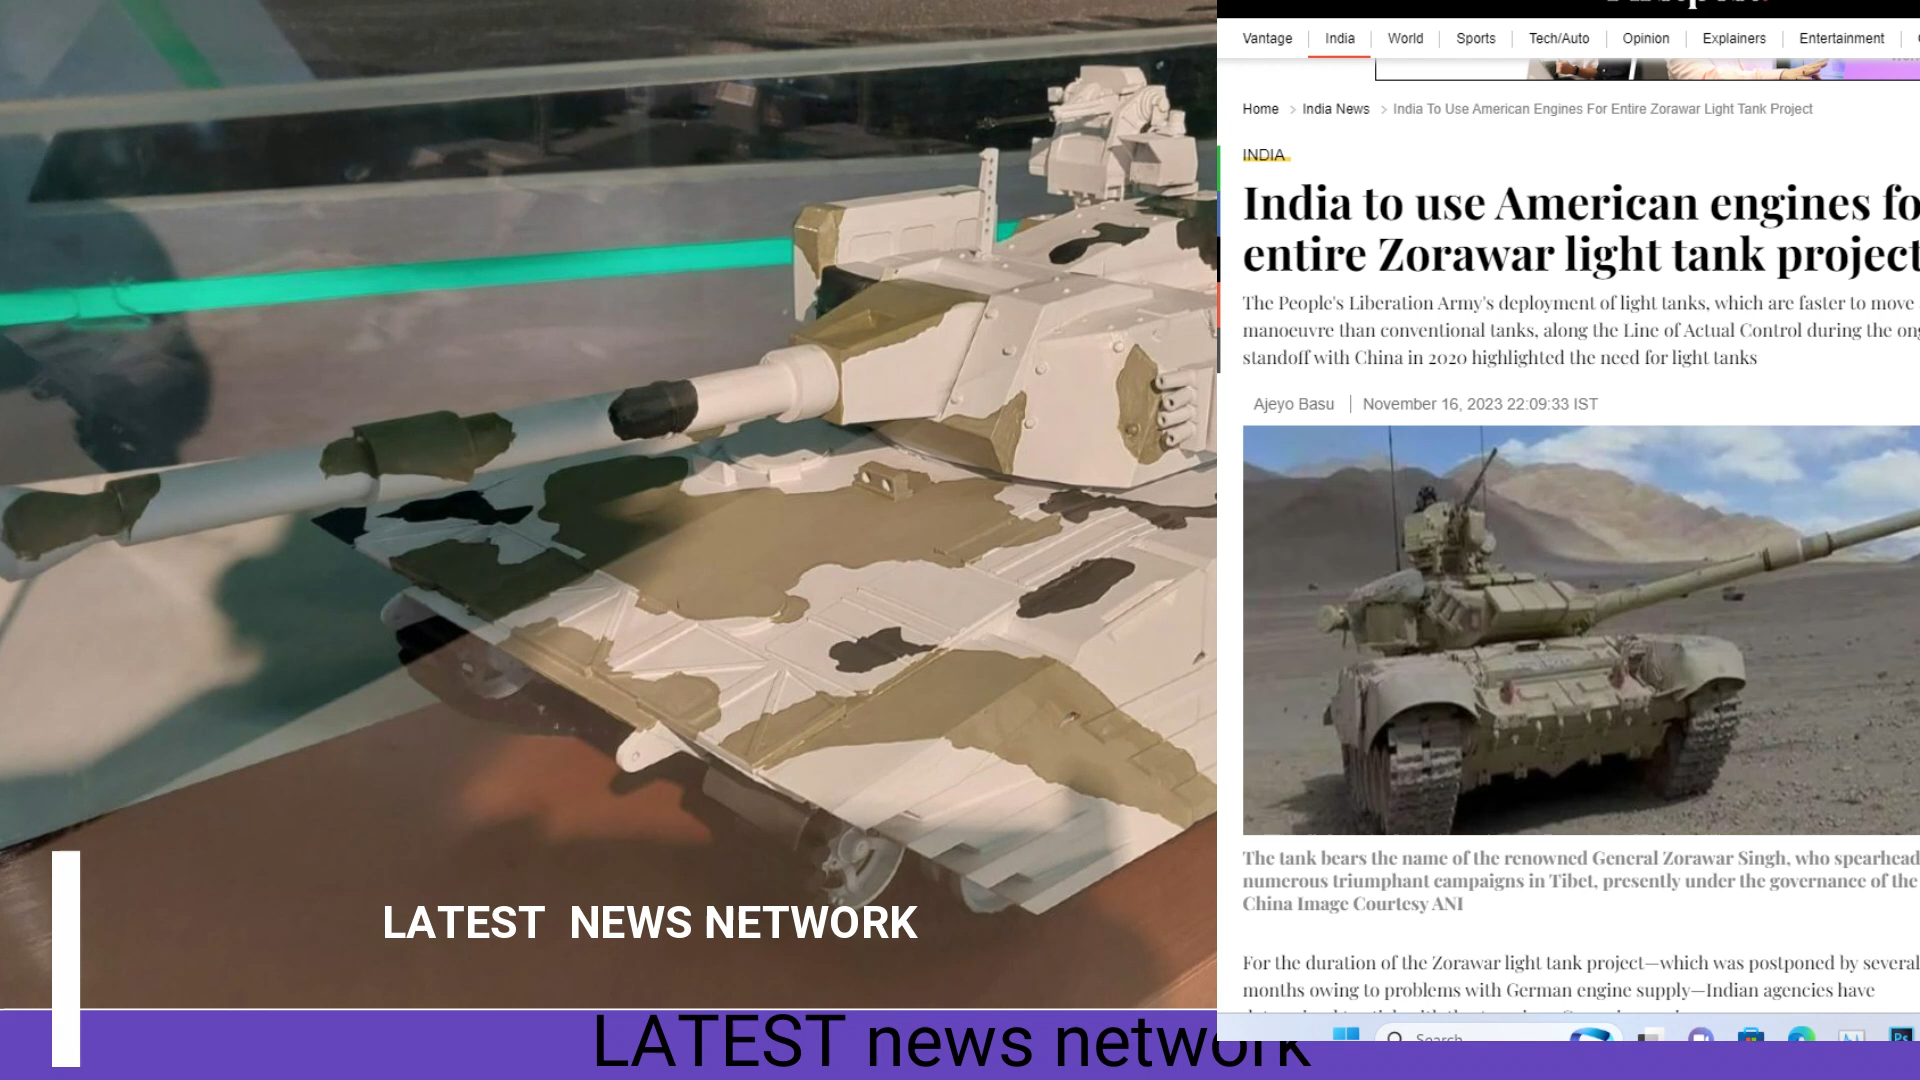 LATEST  NEWS NETWORK
LATEST news network
Vantage
India
World
Sports
Tech/Auto
Opinion
Explainers
Entertainment
Home > India News > India To Use American Engines For Entire Zorawar Light Tank Project
INDIA
India to use American engines fo
entire Zorawar light tank project
The People's Liberation Army's deployment of light tanks, which are faster to move
manoeuvre than conventional tanks, along the Line of Actual Control during the ong
standoff with China in 2020 highlighted the need for light tanks
Ajeyo Basu | November 16, 2023 22:09:33 IST
The tank bears the name of the renowned General Zorawar Singh, who spearhead
numerous triumphant campaigns in Tibet, presently under the governance of the
China Image Courtesy ANI
For the duration of the Zorawar light tank project—which was postponed by several
months owing to problems with German engine supply—Indian agencies have
Search